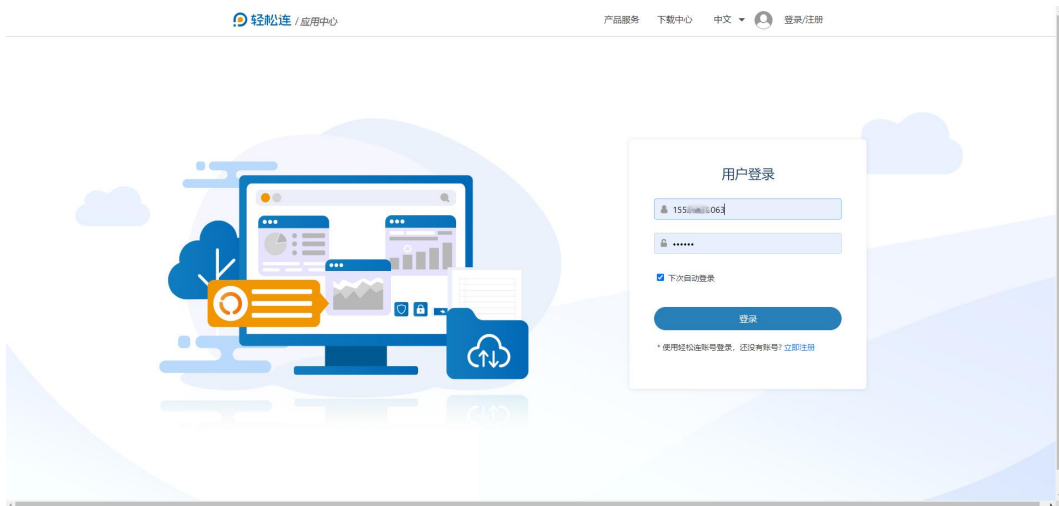 轻松连 / 应用中心
产品服务 下载中心 中文 登录/注册
用户登录
155 063
••••••
下次自动登录
登录
* 使用轻松连账号登录，还没有账号? 立即注册